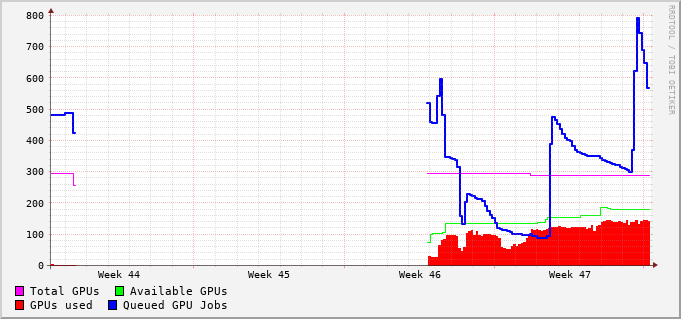 800
700
600
500
400
300
200
100
0
Week 44 Week 45 Week 46 Week 47
Total GPUs Available GPUs
GPUs used Queued GPU Jobs
RRDTOOL / TOBI OETIKER